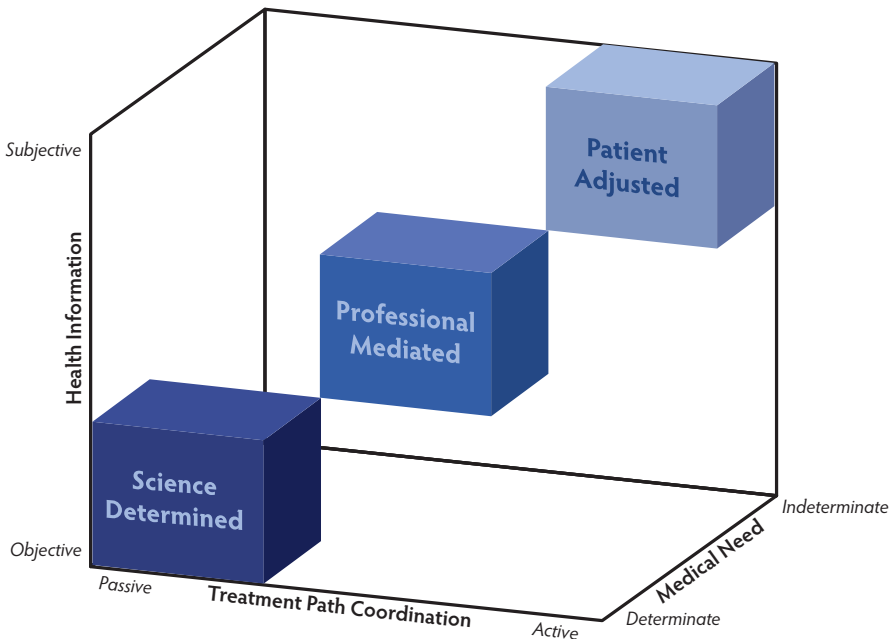 Patient
Adjusted
Subjective
Professional
Mediated
Health Information
Science
Determined
Objective
Indeterminate
Medical Need
Passive
Treatment Path Coordination
Active
Determinate